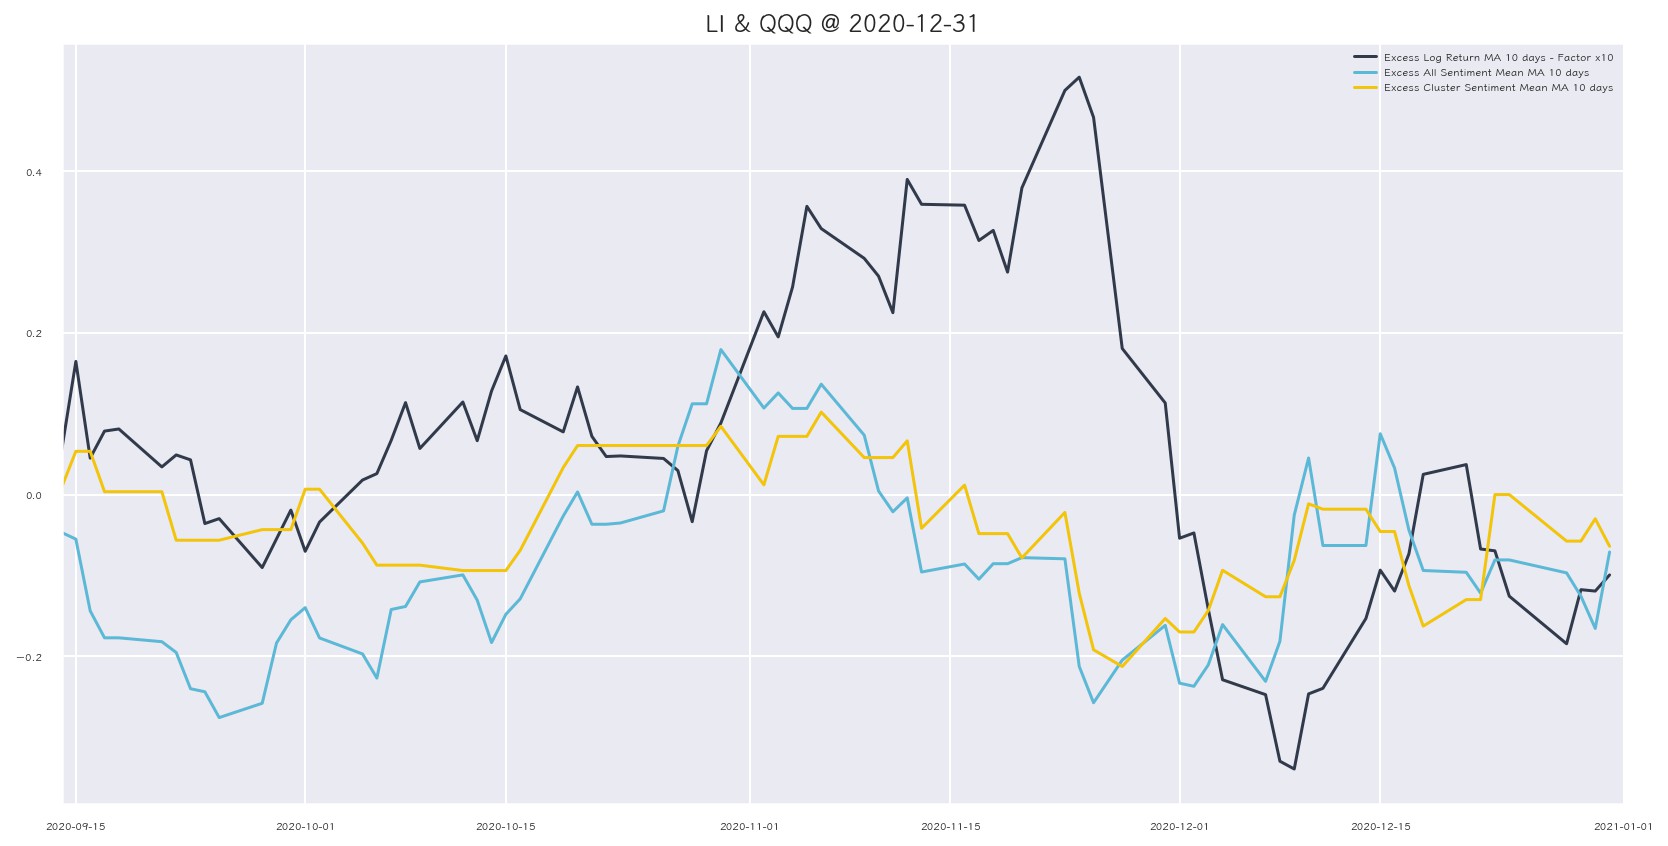 LI & QQQ @ 2020-12-31
Excess Log Return MA 10 days - Factor x10
Excess All Sentiment Mean MA 10 days
Excess Cluster Sentiment Mean MA 10 days
0.4
0.2
0.0
−0.2
2020-09-15 2020-10-01 2020-10-15 2020-11-01 2020-11-15 2020-12-01 2020-12-15 2021-01-01